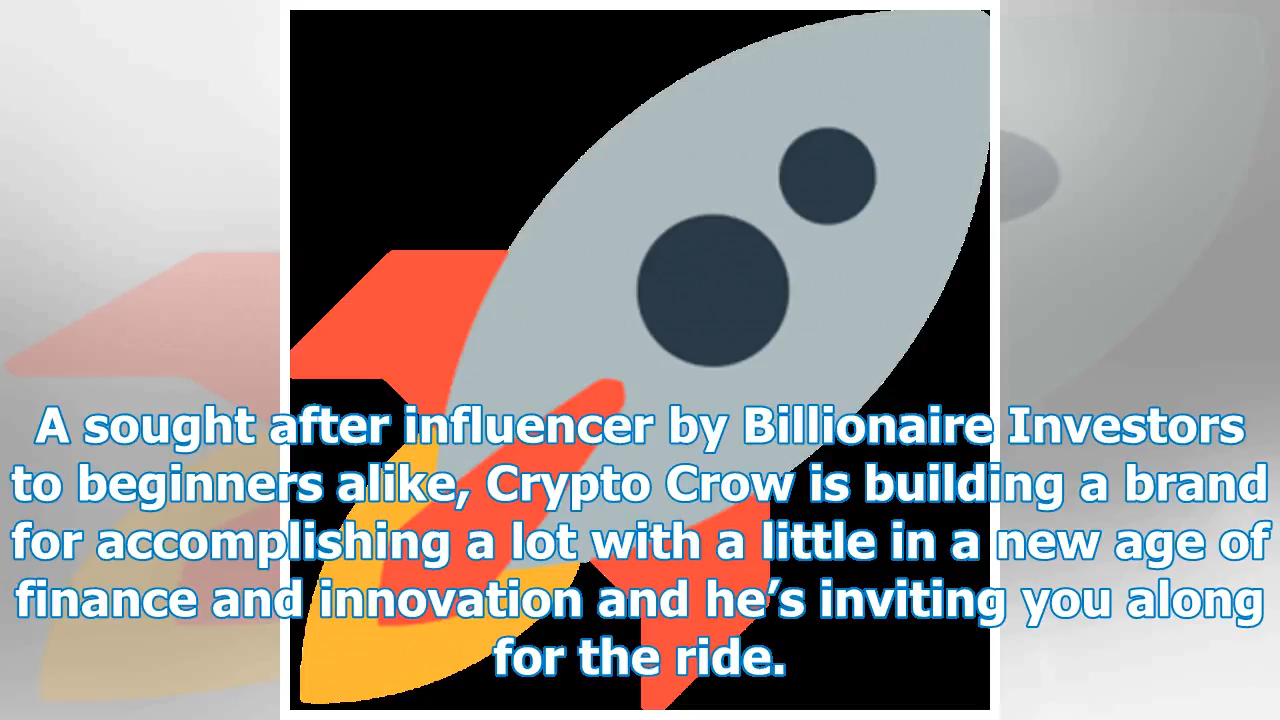 A sought after influencer by Billionaire Investors
to beginners alike, Crypto Crow is building a brand
for accomplishing a lot with a little in a new age of
finance and innovation and he’s inviting you along
for the ride.